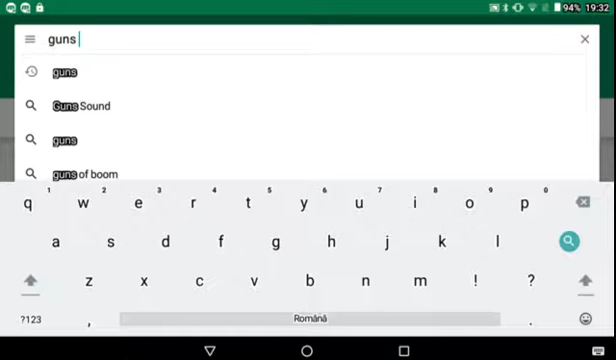 94% 19:32
guns
guns
Guns Sound
guns
guns of boom
1 2 3 4 5 6 7 8 9 0
q w e r t y u i o p
a s d f g h j k l
z x c v b n m ! ?
?123 , Română .